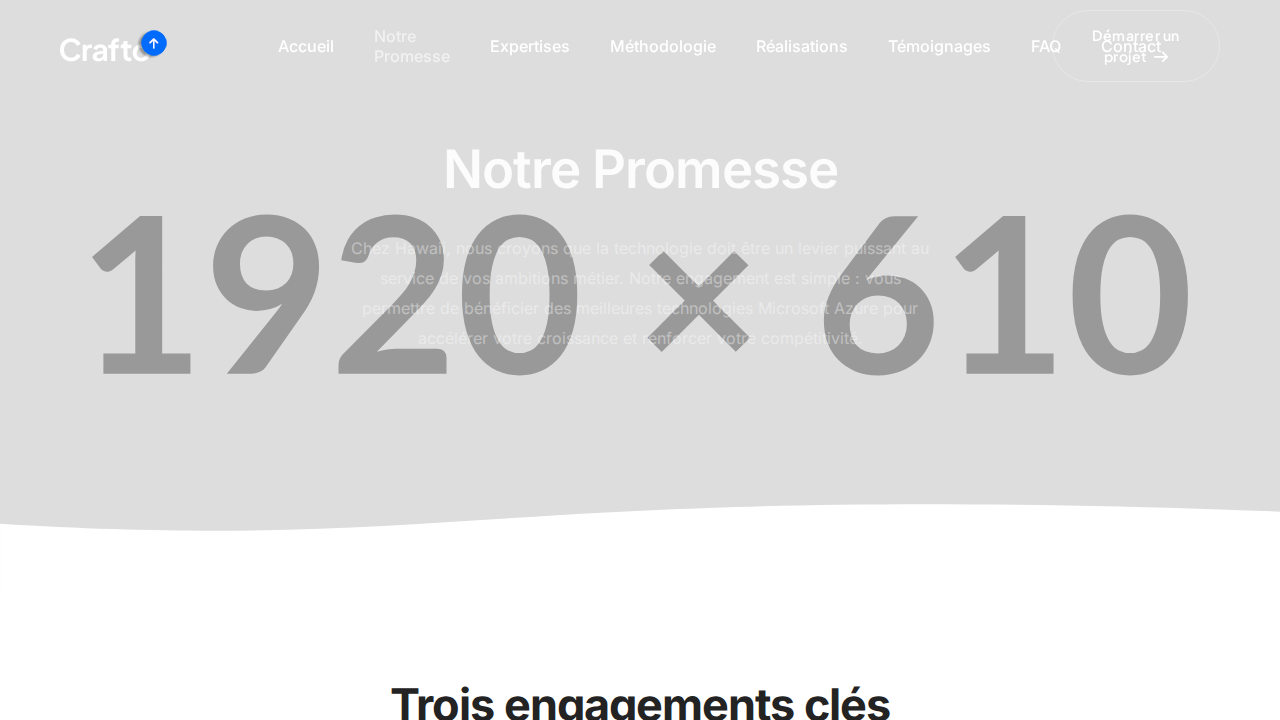 Crafto
Accueil
Notre
Promesse
Expertises
Méthodologie
Réalisations
Témoignages
FAQ
Contact
Démarrer un
projet →
Notre Promesse
1920 × 610
Chez Hawaii, nous croyons que la technologie doit être un levier puissant au
service de vos ambitions métier. Notre engagement est simple : vous
permettre de bénéficier des meilleures technologies Microsoft Azure pour
accélérer votre croissance et renforcer votre compétitivité.
Trois engagements clés